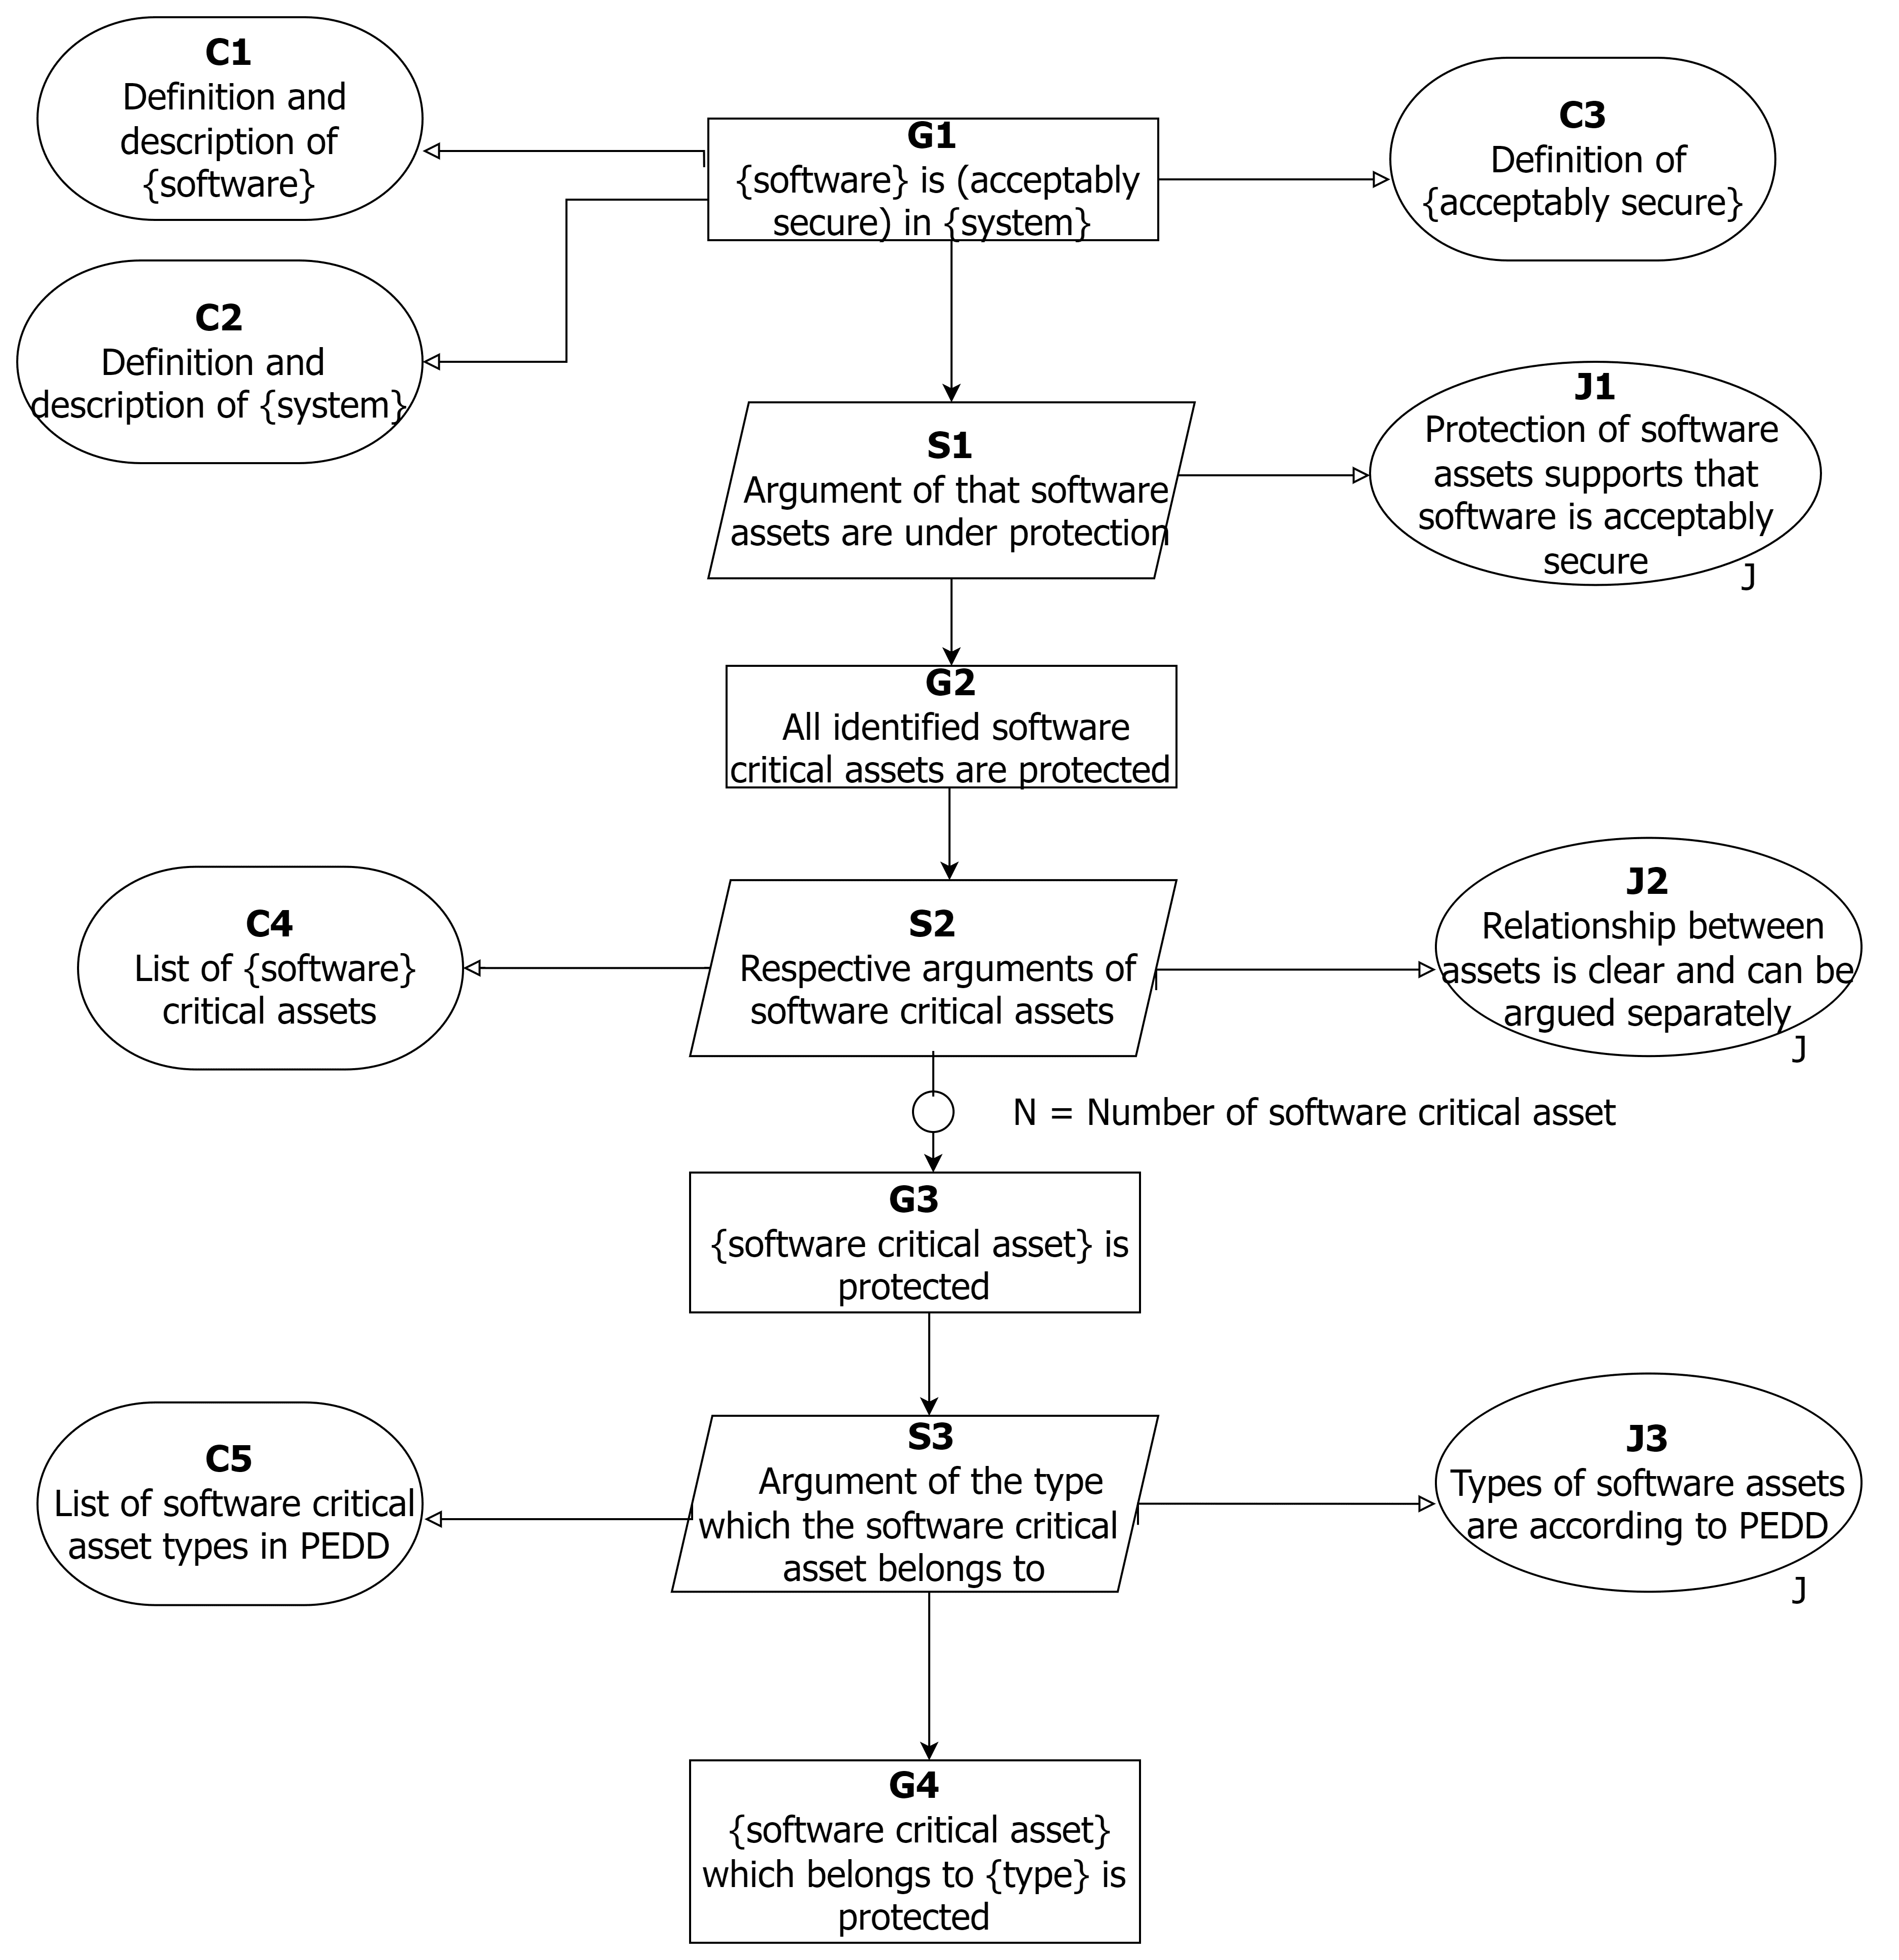 C1
Definition and
description of
{software}
G1
{software} is (acceptably
secure) in {system}
C3
Definition of
{acceptably secure}
C2
Definition and
description of {system}
S1
Argument of that software
assets are under protection
J1
Protection of software
assets supports that
software is acceptably
secure
J
G2
All identified software
critical assets are protected
C4
List of {software}
critical assets
S2
Respective arguments of
software critical assets
J2
Relationship between
assets is clear and can be
argued separately
J
N = Number of software critical asset
G3
{software critical asset} is
protected
C5
List of software critical
asset types in PEDD
S3
Argument of the type
which the software critical
asset belongs to
J3
Types of software assets
are according to PEDD
J
G4
{software critical asset}
which belongs to {type} is
protected